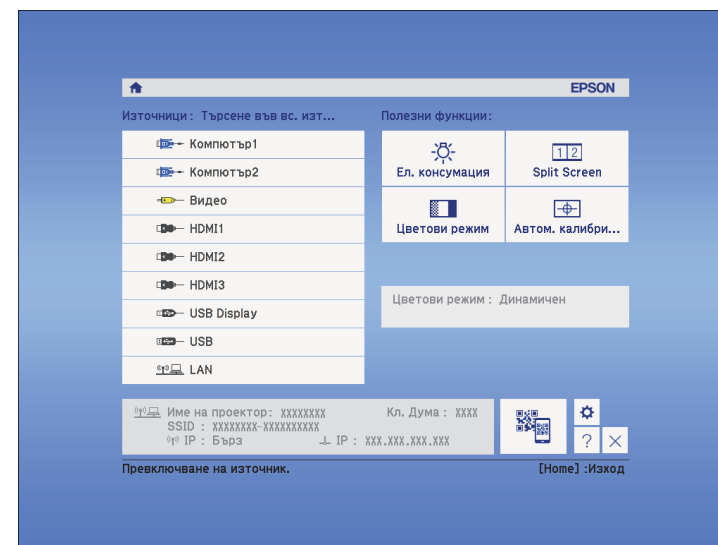 EPSON
Източници : Търсене във вс. изт...
Компютър1
Компютър2
Видео
HDMI1
HDMI2
HDMI3
USB Display
USB
LAN
Полезни функции:
Ел. консумация
1 2
Split Screen
Цветови режим
Автом. калибри...
Цветови режим : Динамичен
Име на проектор: XXXXXXXX Кл. Дума : XXXX
SSID : XXXXXXXX-XXXXXXXXXX
IP : Бърз IP : XXX.XXX.XXX.XXX
?
Превключване на източник. [Home] :Изход